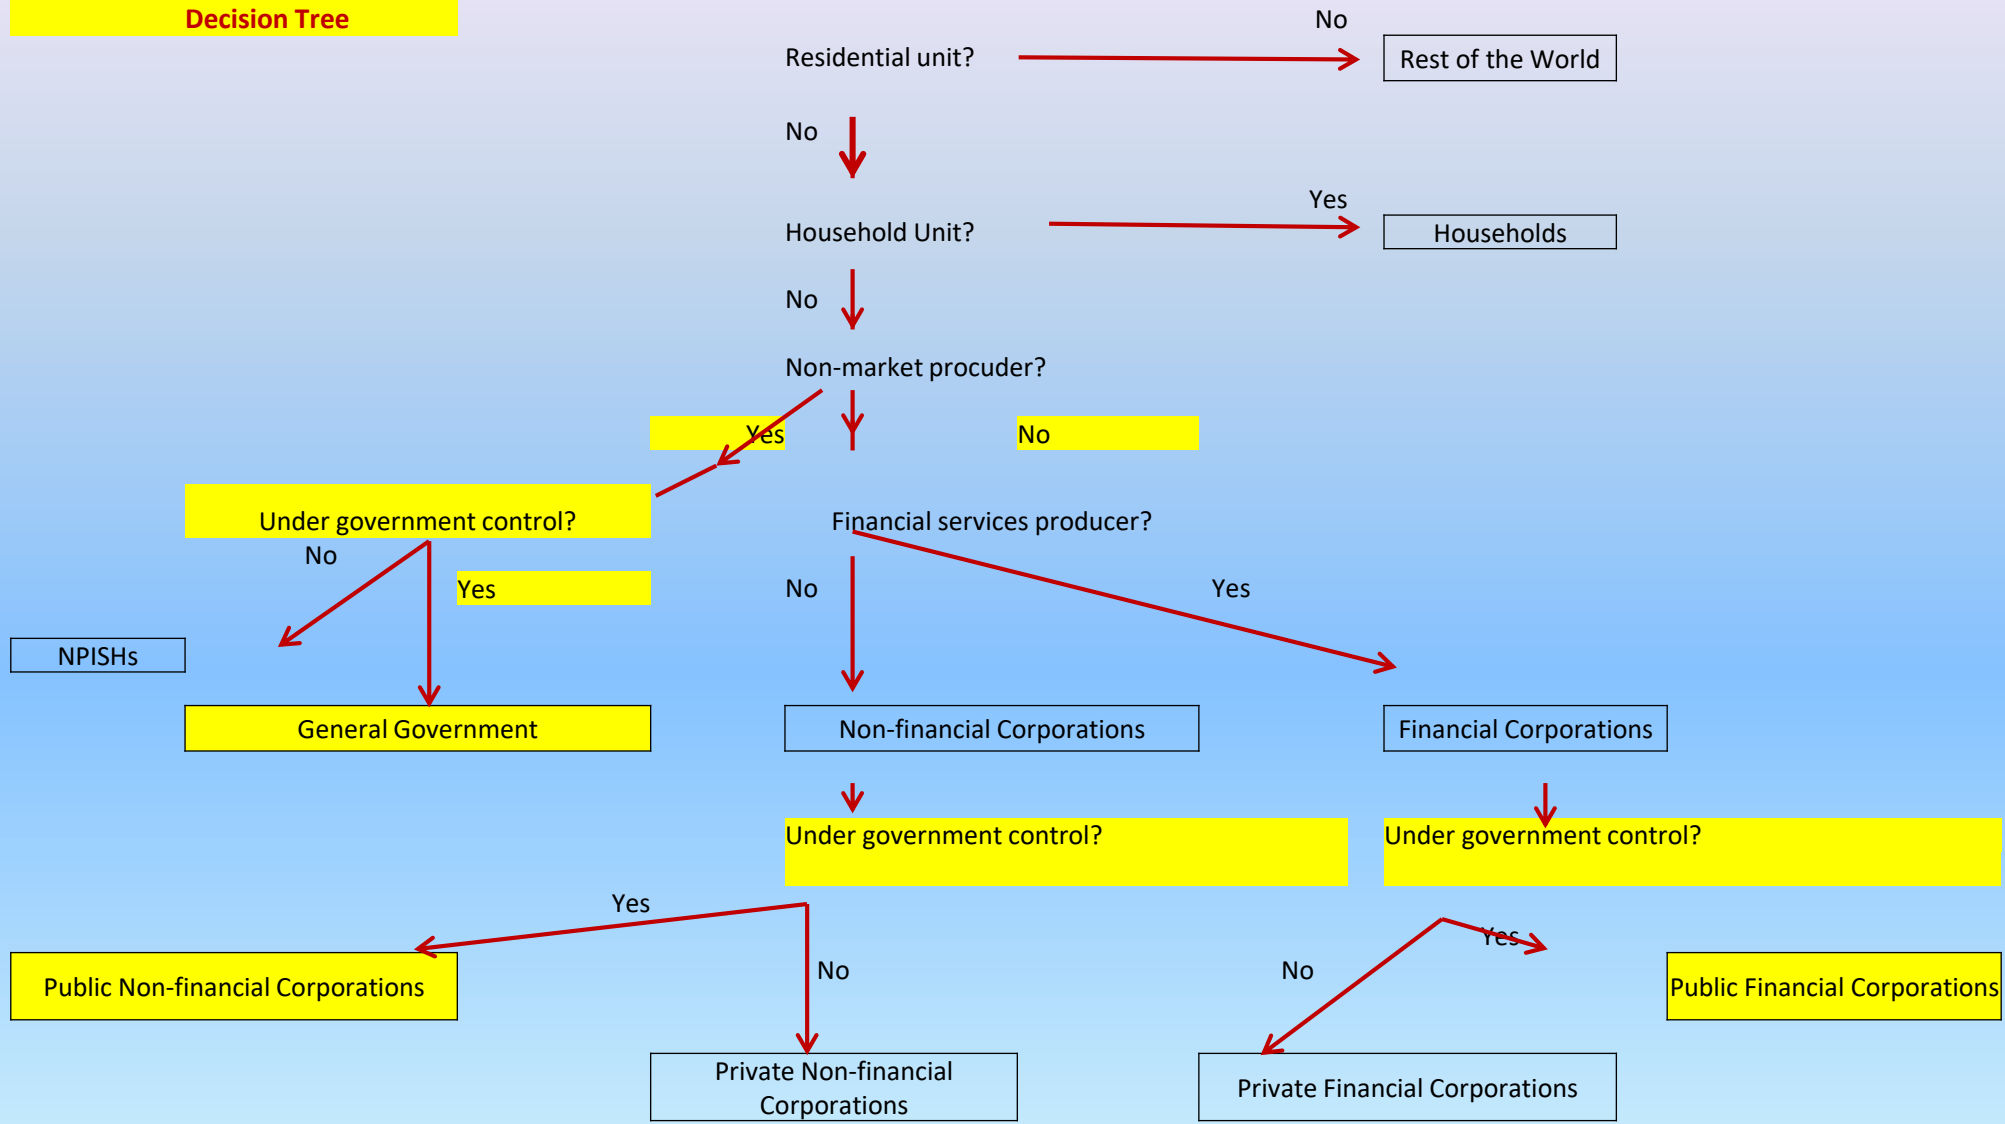 Decision Tree
No
Residential unit?
Rest of the World
No
Yes
Household Unit?
Households
No
Non-market procuder?
Yes
No
Under government control?
Financial services producer?
No
Yes
No
Yes
NPISHs
General Government
Non-financial Corporations
Financial Corporations
Under government control?
Under government control?
Yes
Yes
No
No
Public Non-financial Corporations
Public Financial Corporations
Private Non-financial
Corporations
Private Financial Corporations